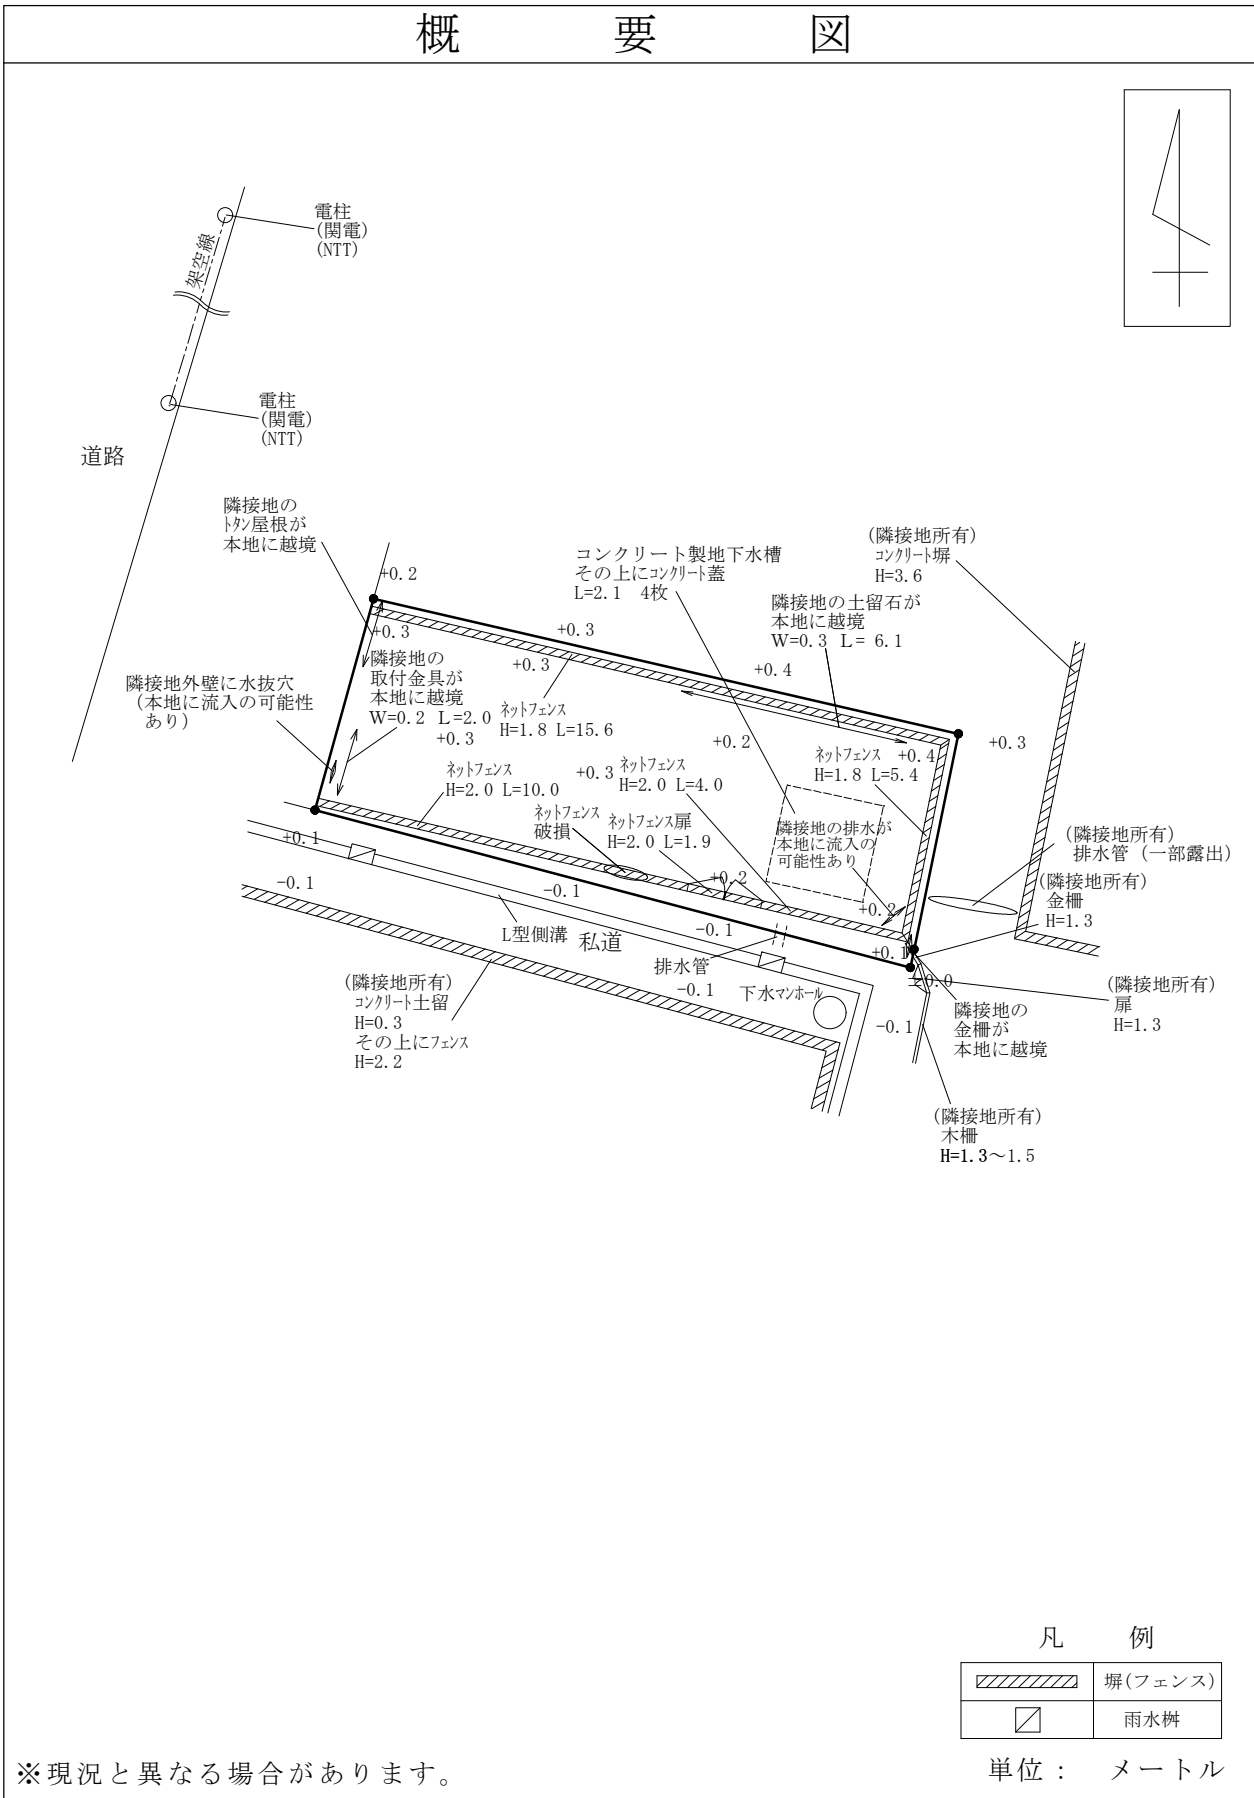 概要図
電柱
(関電)
(NTT)
架空線
電柱
(関電)
(NTT)
道路
隣接地の
トタン屋根が
本地に越境
+0.2
コンクリート製地下水槽
その上にコンクリート蓋
L=2.1 4枚
(隣接地所有)
コンクリート塀
H=3.6
隣接地の土留石が
本地に越境
W=0.3 L= 6.1
+0.3
+0.3
+0.3
+0.4
隣接地の
取付金具が
本地に越境
W=0.2 L=2.0
隣接地外壁に水抜穴
(本地に流入の可能性
あり)
ネットフェンス
H=1.8 L=15.6
+0.3
+0.2
+0.3
ネットフェンス
H=1.8 L=5.4
+0.4
ネットフェンス
H=2.0 L=10.0
+0.3
ネットフェンス
H=2.0 L=4.0
ネットフェンス
破損
ネットフェンス扉
H=2.0 L=1.9
隣接地の排水が
本地に流入の
可能性あり
(隣接地所有)
排水管 (一部露出)
+0.1
-0.1
-0.1
+0.2
+0.2
(隣接地所有)
金柵
H=1.3
L型側溝
私道
-0.1
+0.1
排水管
-0.1
下水マンホール
±0.0
-0.1
(隣接地所有)
扉
H=1.3
(隣接地所有)
コンクリート土留
H=0.3
その上にフェンス
H=2.2
隣接地の
金柵が
本地に越境
(隣接地所有)
木柵
H=1.3～1.5
凡例
塀(フェンス)
雨水桝
単位： メートル
※現況と異なる場合があります。